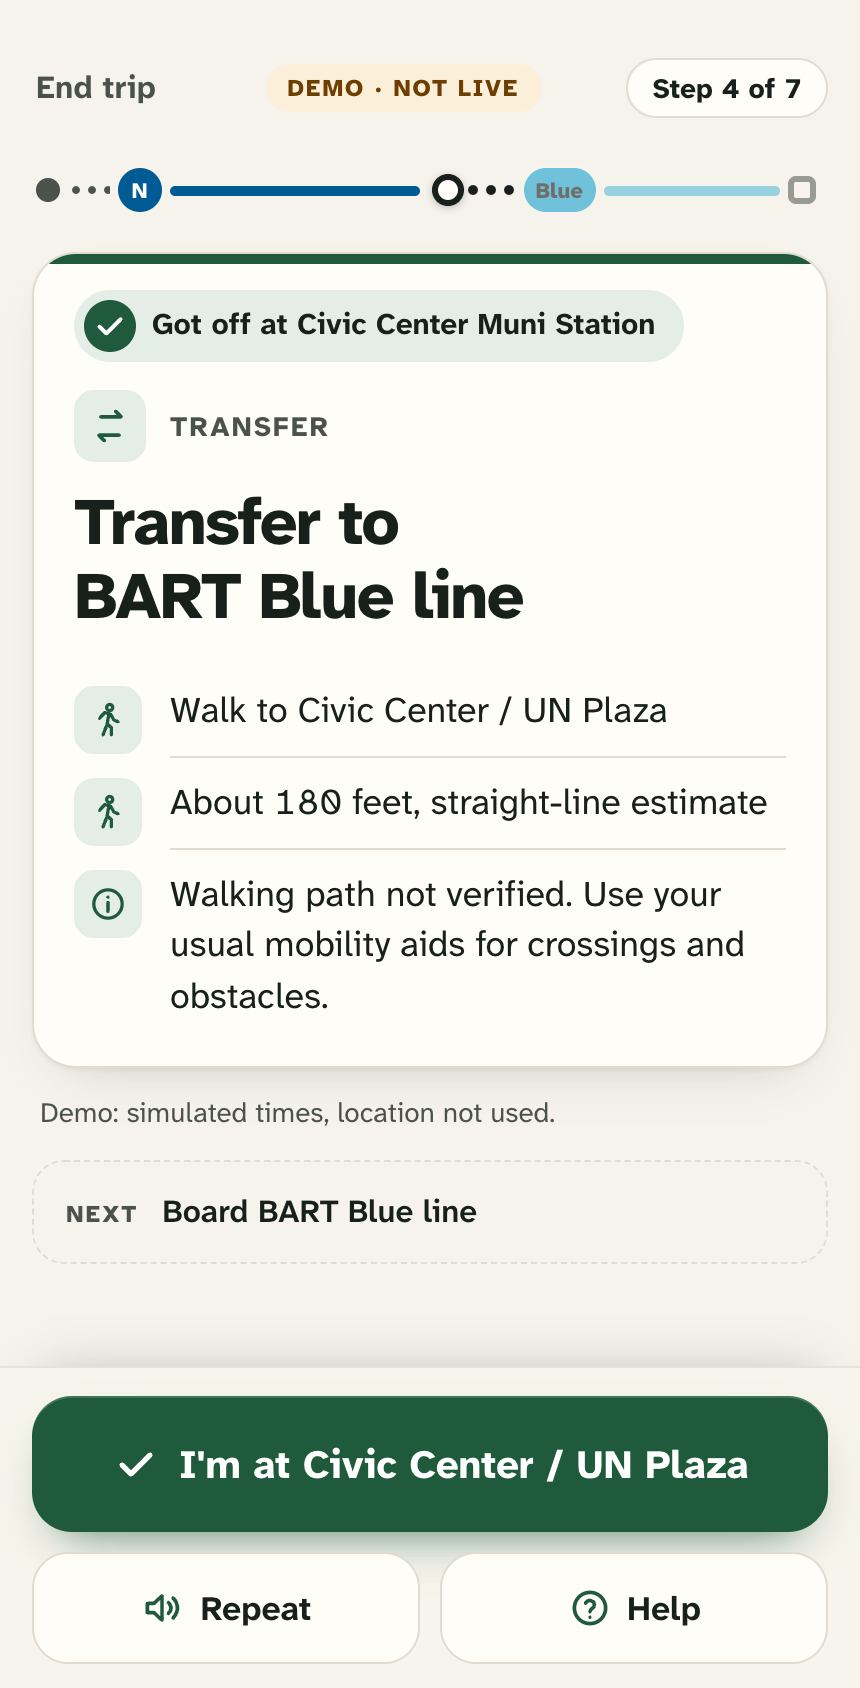 End trip
DEMO · NOT LIVE
Step 4 of 7
N
Blue
Got off at Civic Center Muni Station
TRANSFER
Transfer to
BART Blue line
Walk to Civic Center / UN Plaza
About 180 feet, straight-line estimate
Walking path not verified. Use your
usual mobility aids for crossings and
obstacles.
Demo: simulated times, location not used.
NEXT Board BART Blue line
I'm at Civic Center / UN Plaza
Repeat
Help